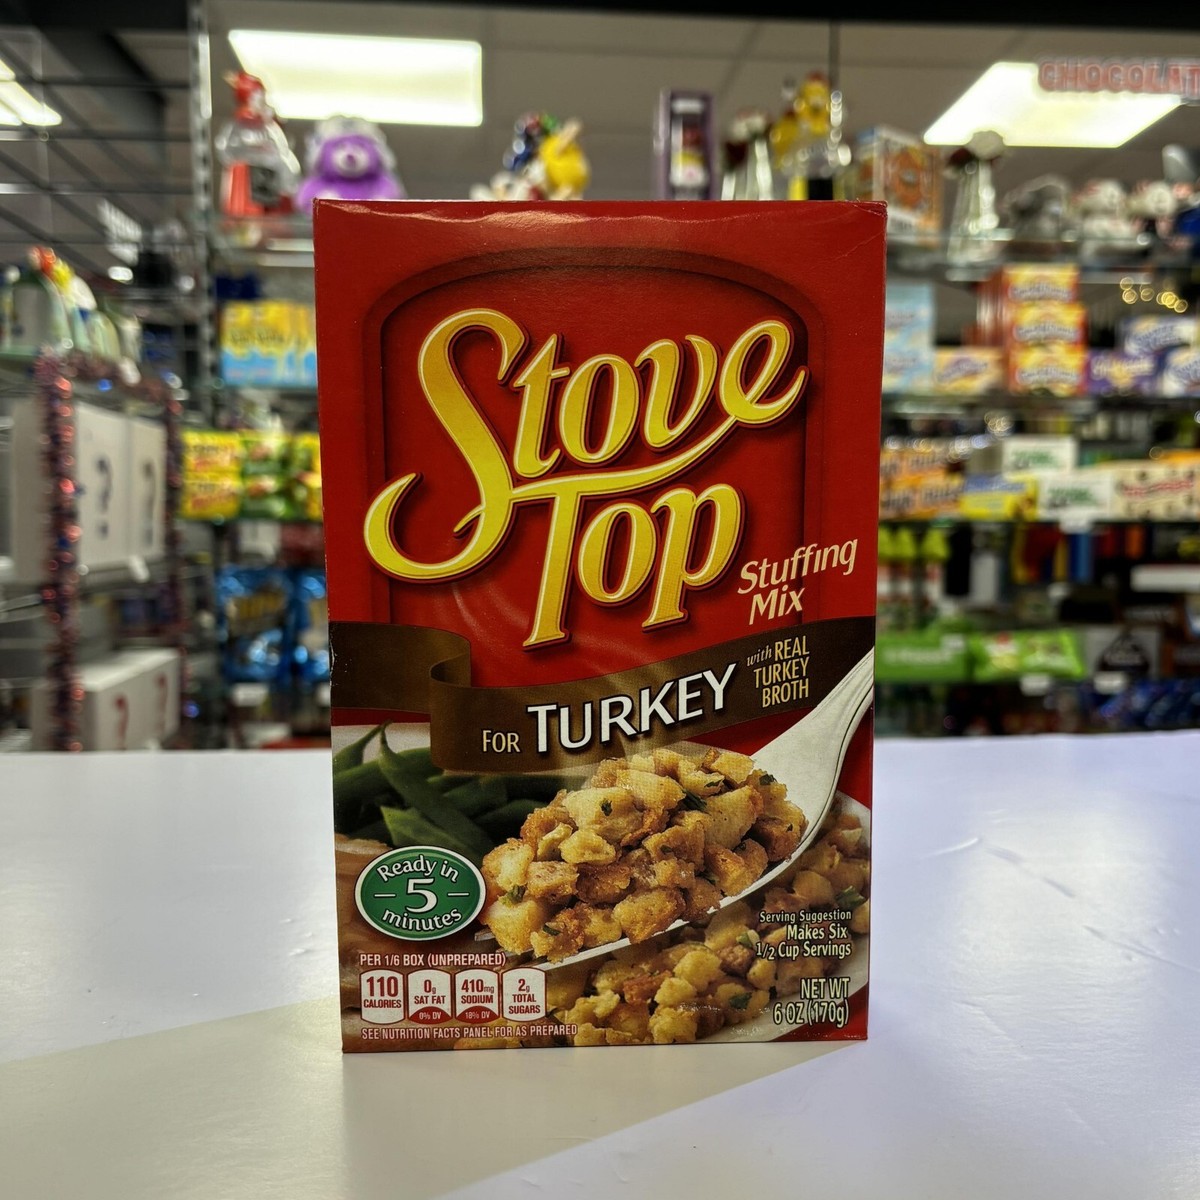 CHOCOLAT
Stove
Top
Stuffing
Mix
FOR TURKEY
with REAL
TURKEY
BROTH
Ready in
5
minutes
Serving Suggestion
Makes Six
1/2 Cup Servings
PER 1/6 BOX (UNPREPARED)
110
CALORIES
0g
SAT FAT
0% DV
410mg
SODIUM
18% DV
2g
TOTAL
SUGARS
NET WT
6 OZ (170g)
SEE NUTRITION FACTS PANEL FOR AS PREPARED